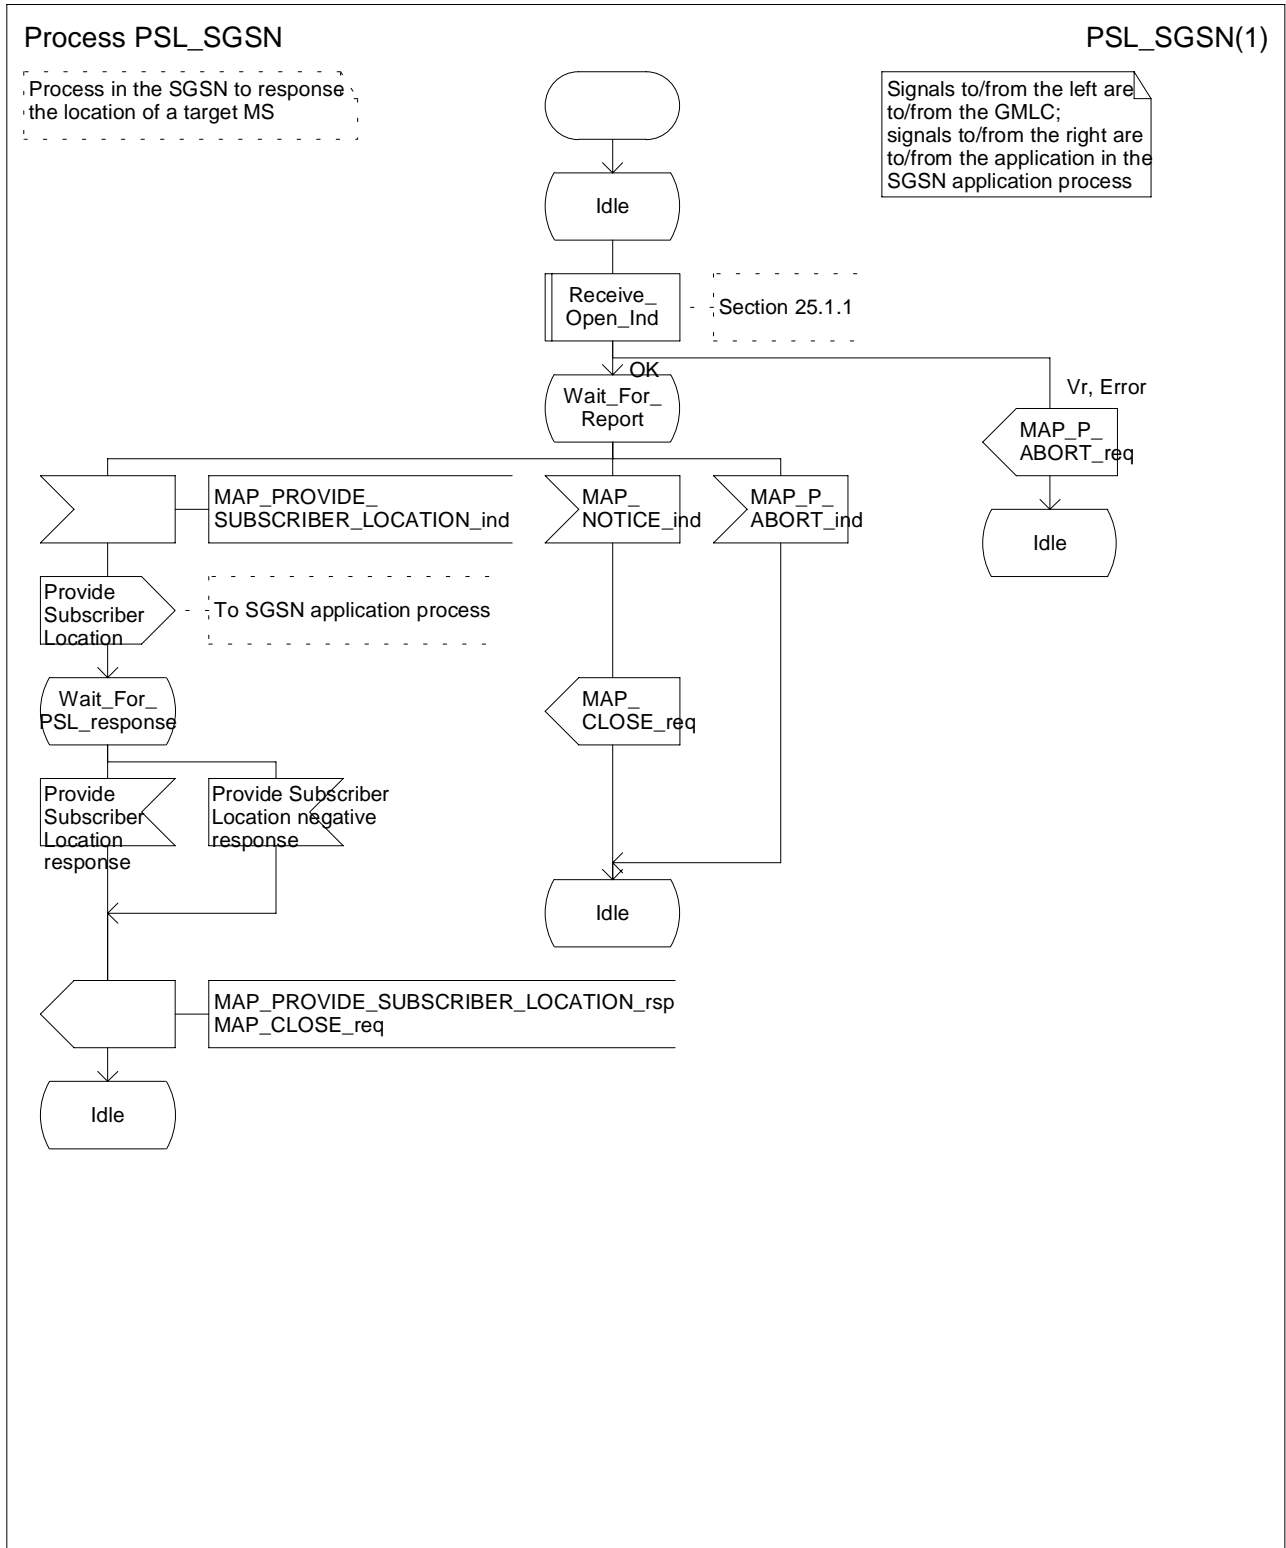 Process PSL_SGSN
PSL_SGSN(1)
Process in the SGSN to response
the location of a target MS
Signals to/from the left are
to/from the GMLC;
signals to/from the right are
to/from the application in the
SGSN application process
Idle
Receive_
Open_Ind
Section 25.1.1
OK
Vr, Error
Wait_For_
Report
MAP_P_
ABORT_req
Idle
MAP_PROVIDE_
SUBSCRIBER_LOCATION_ind
MAP_
NOTICE_ind
MAP_P_
ABORT_ind
Provide
Subscriber
Location
To SGSN application process
Wait_For_
PSL_response
MAP_
CLOSE_req
Provide
Subscriber
Location
response
Provide Subscriber
Location negative
response
Idle
MAP_PROVIDE_SUBSCRIBER_LOCATION_rsp
MAP_CLOSE_req
Idle